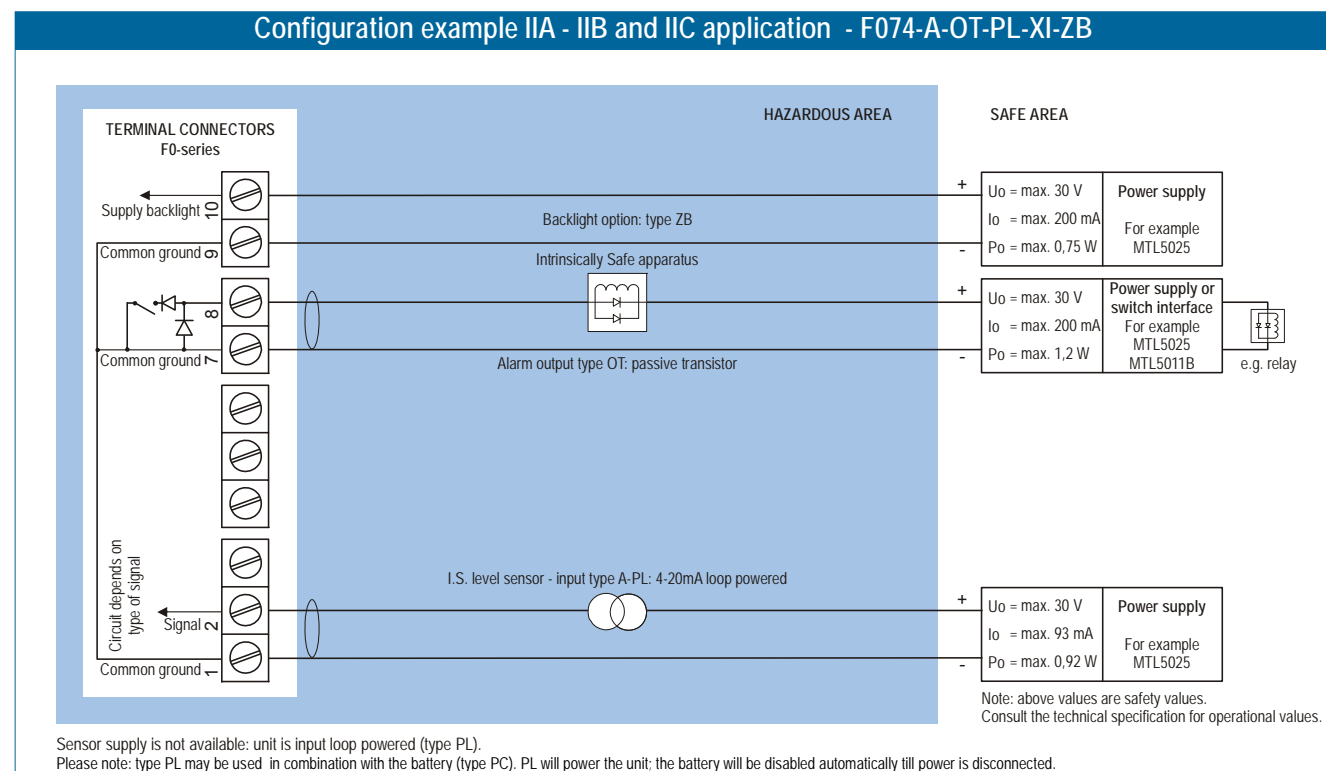 Configuration example IIA - IIB and IIC application - F074-A-OT-PL-XI-ZB
HAZARDOUS AREA
SAFE AREA
TERMINAL CONNECTORS
F0-series
Supply backlight 10
Common ground 9
Backlight option: type ZB
+
-
Uo = max. 30 V
Io = max. 200 mA
Po = max. 0,75 W
Power supply
For example
MTL5025
Intrinsically Safe apparatus
8
Common ground 7
Alarm output type OT: passive transistor
+
-
Uo = max. 30 V
Io = max. 200 mA
Po = max. 1,2 W
Power supply or
switch interface
For example
MTL5025
MTL5011B
e.g. relay
Circuit depends on
type of signal
Signal 2
Common ground 1
I.S. level sensor - input type A-PL: 4-20mA loop powered
+
-
Uo = max. 30 V
Io = max. 93 mA
Po = max. 0,92 W
Power supply
For example
MTL5025
Note: above values are safety values.
Consult the technical specification for operational values.
Sensor supply is not available: unit is input loop powered (type PL).
Please note: type PL may be used in combination with the battery (type PC). PL will power the unit; the battery will be disabled automatically till power is disconnected.